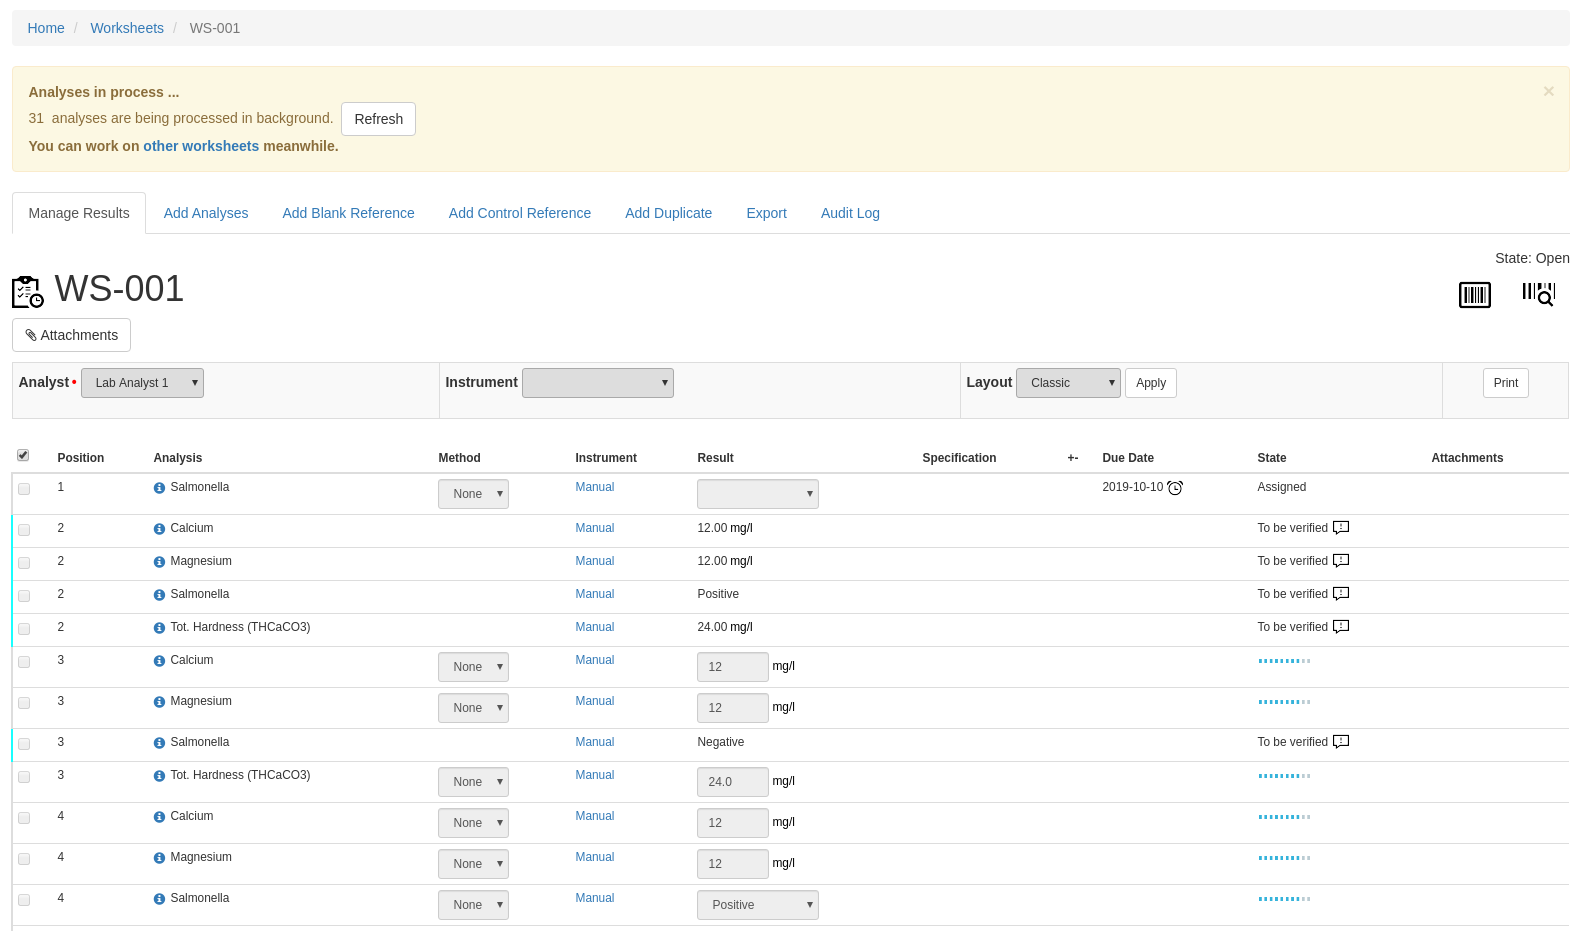 Home / Worksheets / WS-001
Analyses in process ...
×
31 analyses are being processed in background. Refresh
You can work on other worksheets meanwhile.
Manage Results Add Analyses Add Blank Reference Add Control Reference Add Duplicate Export Audit Log
State: Open
WS-001
Attachments
Analyst • Lab Analyst 1 Instrument Layout Classic Apply Print
Position Analysis Method Instrument Result Specification +- Due Date State Attachments
1 Salmonella None Manual 2019-10-10 Assigned
2 Calcium Manual 12.00 mg/l To be verified
2 Magnesium Manual 12.00 mg/l To be verified
2 Salmonella Manual Positive To be verified
2 Tot. Hardness (THCaCO3) Manual 24.00 mg/l To be verified
3 Calcium None Manual 12 mg/l
3 Magnesium None Manual 12 mg/l
3 Salmonella Manual Negative To be verified
3 Tot. Hardness (THCaCO3) None Manual 24.0 mg/l
4 Calcium None Manual 12 mg/l
4 Magnesium None Manual 12 mg/l
4 Salmonella None Manual Positive